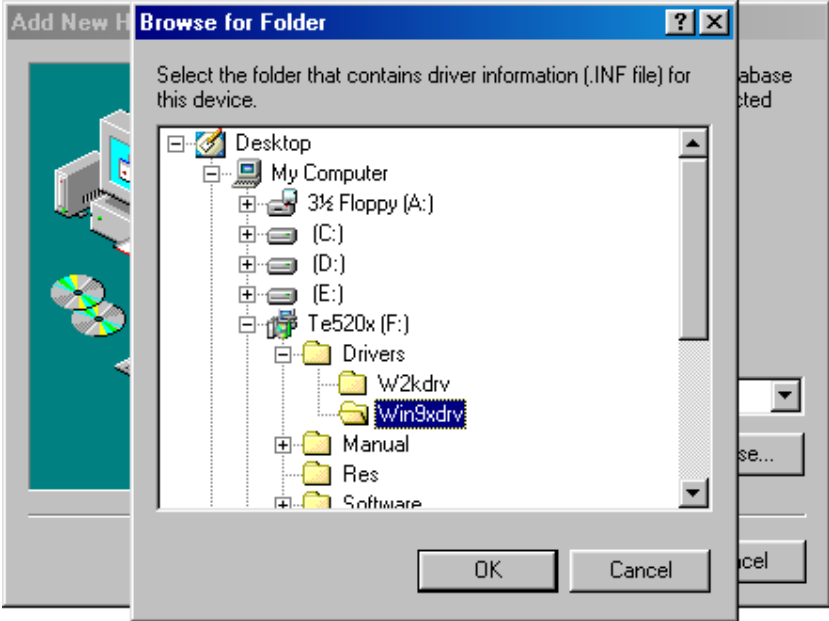 Add New H
Browse for Folder
Select the folder that contains driver information (.INF file) for
this device.
abase
cted
Desktop
My Computer
3½ Floppy (A:)
(C:)
(D:)
(E:)
Te520x (F:)
Drivers
W2kdrv
Win9xdrv
Manual
Res
Software
se...
OK
Cancel
cel